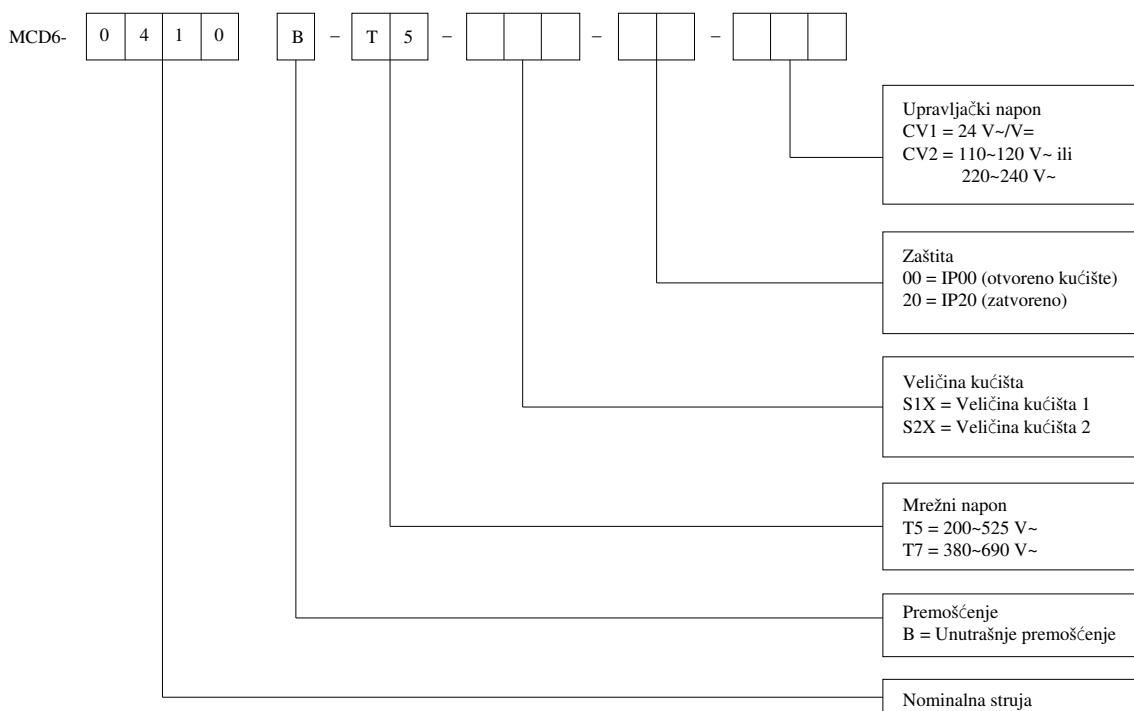 MCD6- 0 4 1 0 B – T 5 – – –
Upravljački napon
CV1 = 24 V~/V=
CV2 = 110~120 V~ ili
220~240 V~
Zaštita
00 = IP00 (otvoreno kućište)
20 = IP20 (zatvoreno)
Veličina kućišta
S1X = Veličina kućišta 1
S2X = Veličina kućišta 2
Mrežni napon
T5 = 200~525 V~
T7 = 380~690 V~
Premošćenje
B = Unutrašnje premošćenje
Nominalna struja